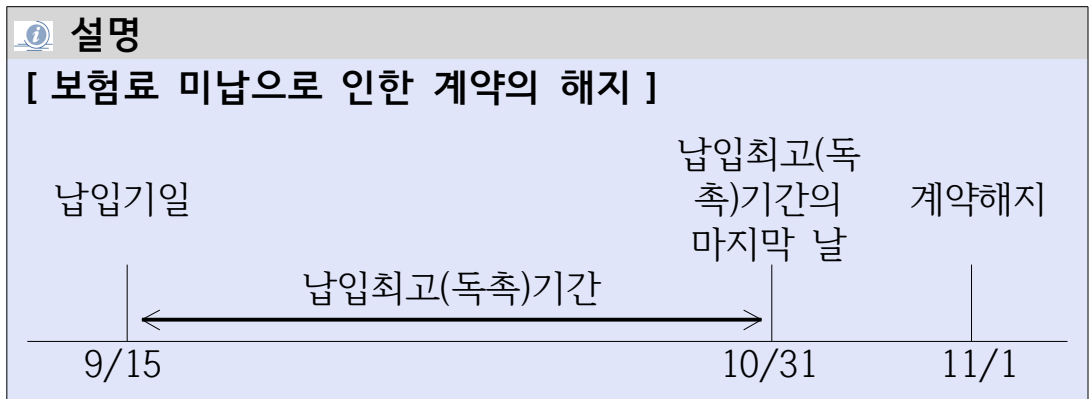 설명
[ 보험료 미납으로 인한 계약의 해지 ]
납입기일
납입최고(독
촉)기간의
마지막 날
계약해지
납입최고(독촉)기간
9/15
10/31
11/1